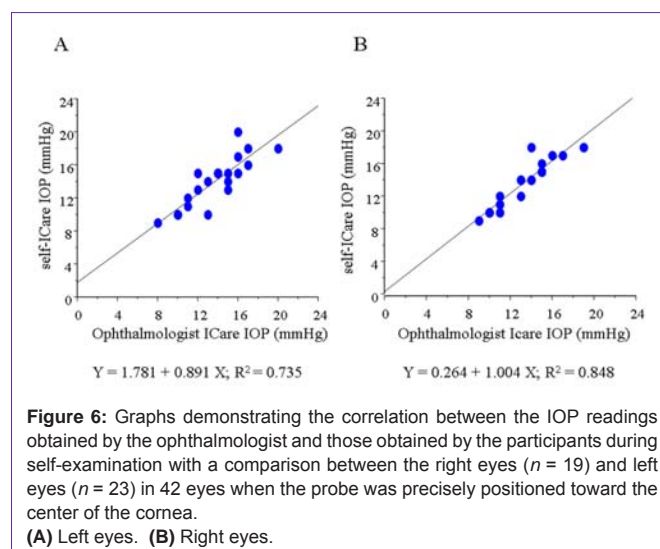 A
B
24
20
16
12
8
4
0
self-ICare IOP (mmHg)
0 4 8 12 16 20 24
Ophthalmologist ICare IOP (mmHg)
Y = 1.781 + 0.891 X; R² = 0.735
24
20
16
12
8
4
0
self-ICare IOP (mmHg)
0 4 8 12 16 20 24
Ophthalmologist Icare IOP (mmHg)
Y = 0.264 + 1.004 X; R² = 0.848
Figure 6: Graphs demonstrating the correlation between the IOP readings
obtained by the ophthalmologist and those obtained by the participants during
self-examination with a comparison between the right eyes (n = 19) and left
eyes (n = 23) in 42 eyes when the probe was precisely positioned toward the
center of the cornea.
(A) Left eyes. (B) Right eyes.